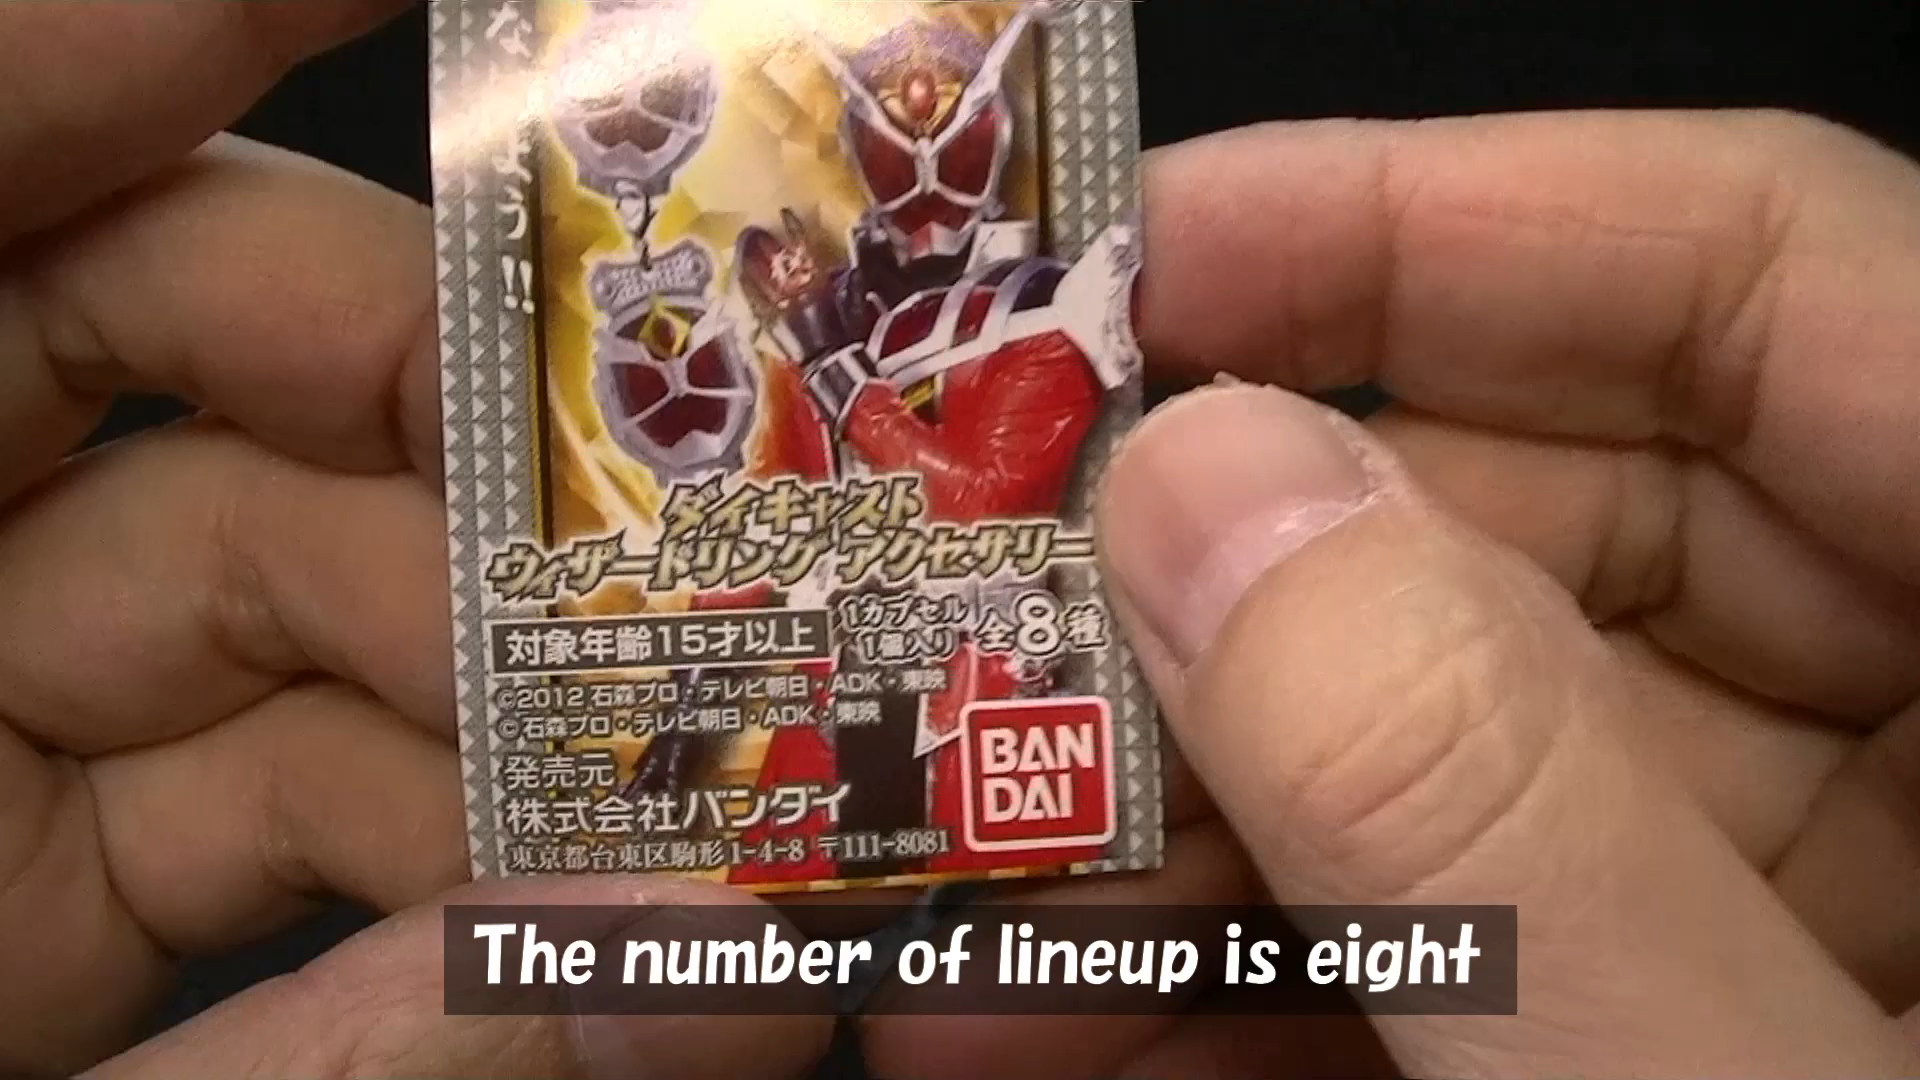 よう!!
ダイキャスト
ウィザードリング アクセサリー
対象年齢15才以上
1カプセル
1個入り
全8種
©2012 石森プロ・テレビ朝日・ADK・東映
©石森プロ・テレビ朝日・ADK・東映
発売元
株式会社バンダイ
東京都台東区駒形1-4-8 〒111-8081
BAN
DAI
The number of lineup is eight